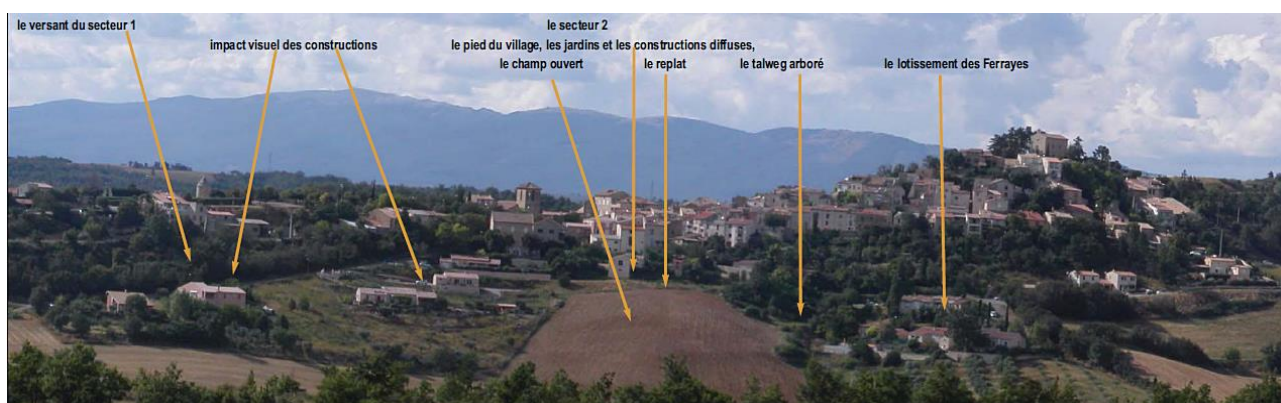 le versant du secteur 1
impact visuel des constructions
le secteur 2
le pied du village, les jardins et les constructions diffuses,
le champ ouvert
le replat
le talweg arboré
le lotissement des Ferrayes